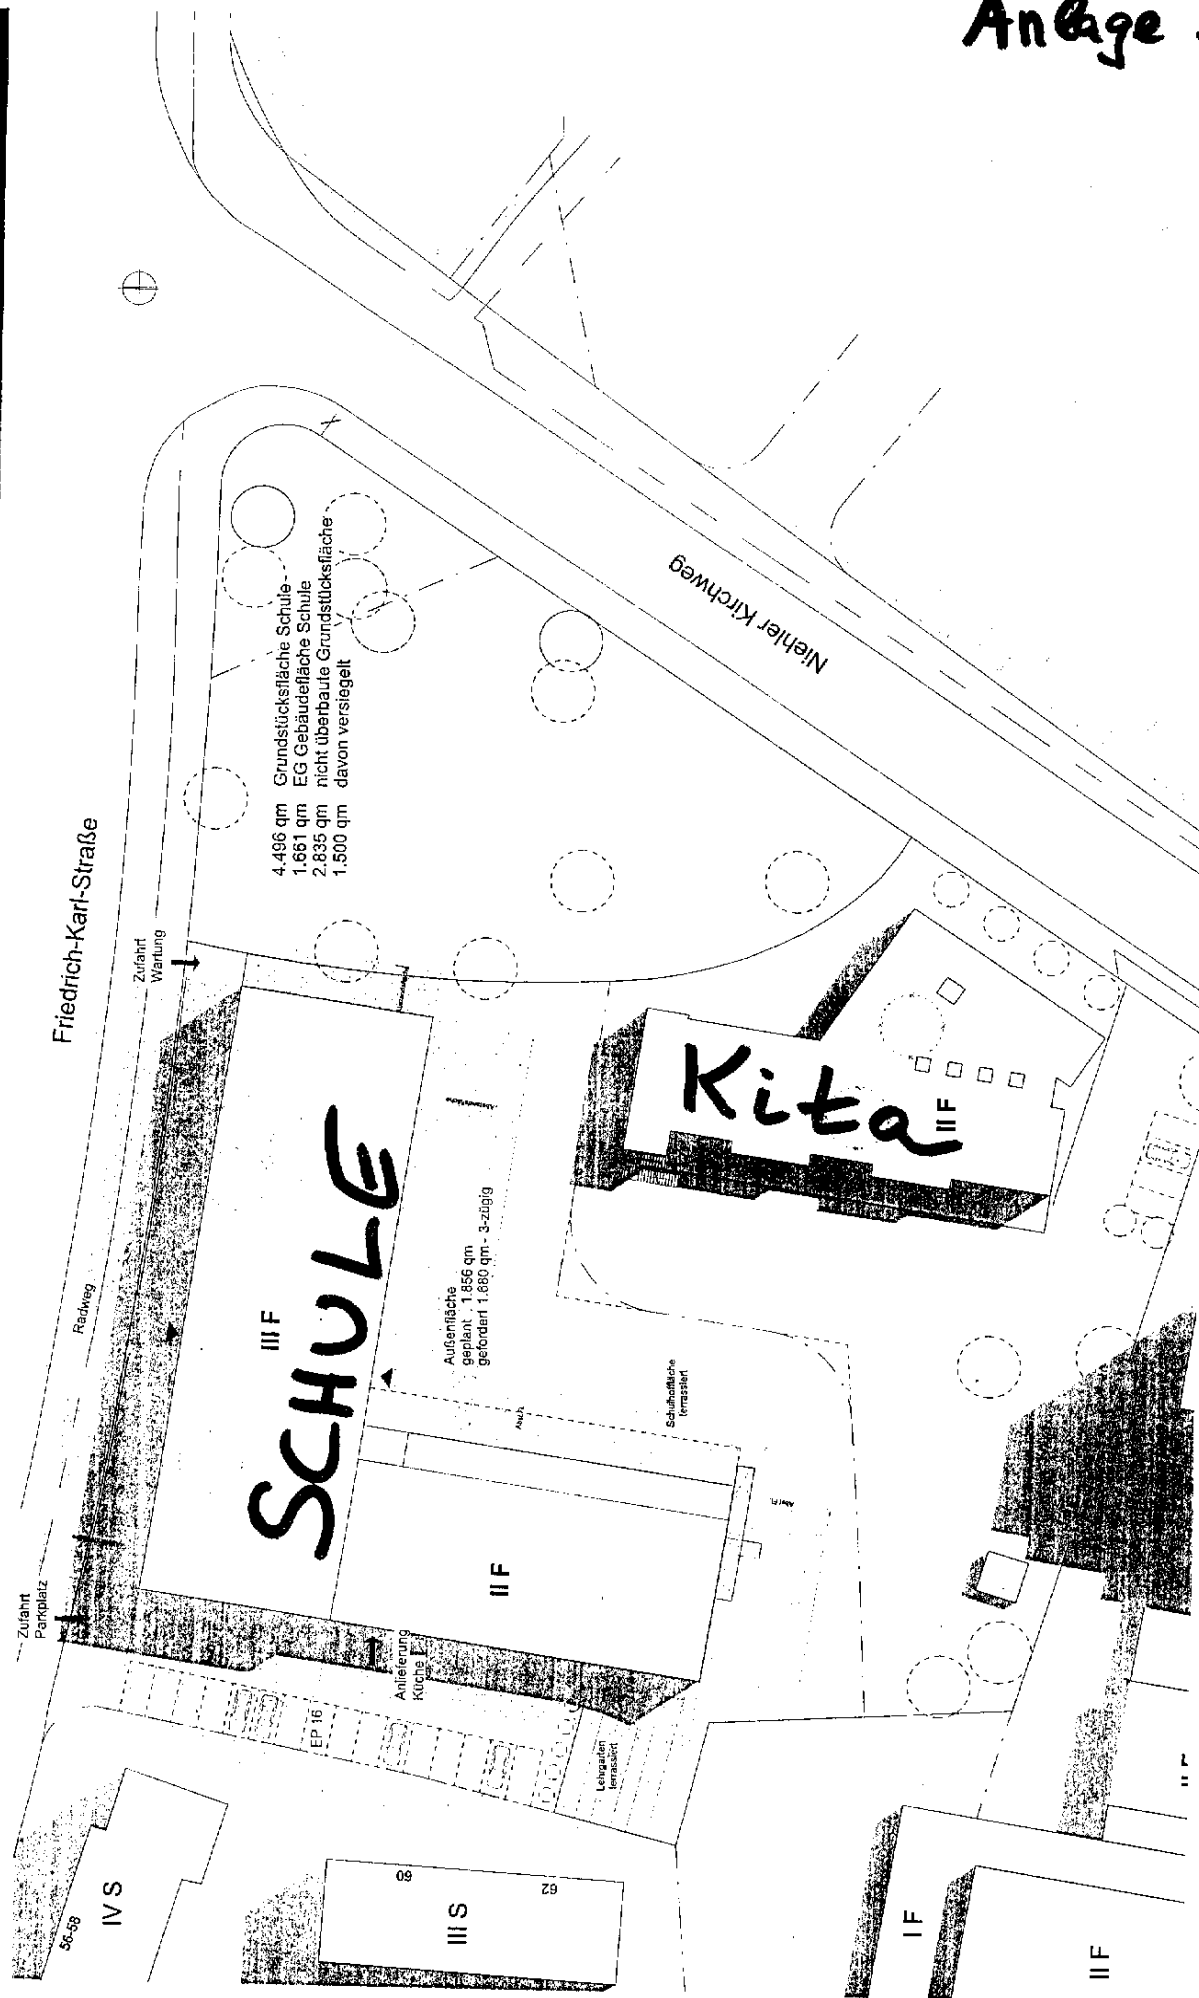 Anlage
Friedrich-Karl-Straße
4.496 qm Grundstücksfläche Schule
1.661 qm EG Gebäudefläche Schule
2.835 qm nicht überbaute Grundstücksfläche
1.500 qm davon versiegelt
Niehler Kirchweg
Zufahrt
Wartung
Radweg
III F
SCHULE
Kita
II F
Außenfläche
geplant 1.856 qm
gefordert 1.680 qm - 3-zügig
Schulhoffläche
terrassiert
Zufahrt
Parkplatz
II F
Anlieferung
Küche
EP 16
Lehrgarten
terrassiert
56-58
IV S
60
62
III S
I F
II F